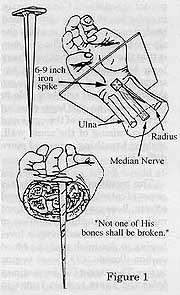 6-9 inch
iron
spike
Radius
Ulna
Median Nerve
"Not one of His
bones shall be broken."
Figure 1